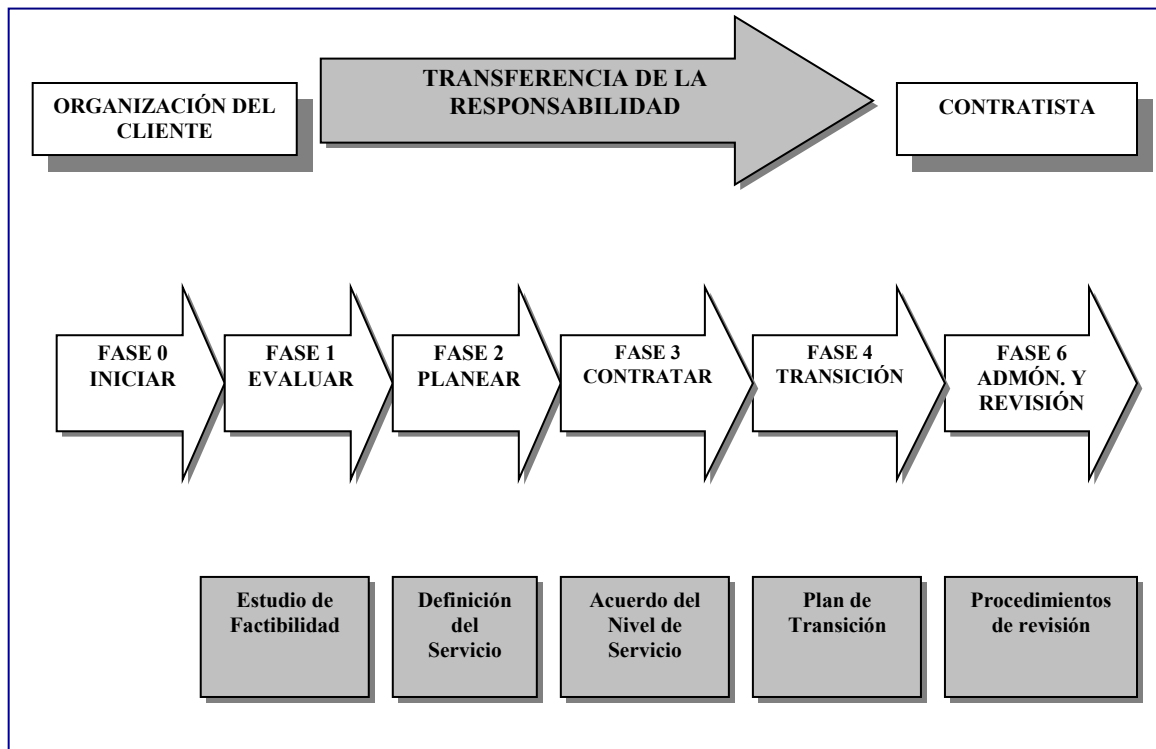 ORGANIZACIÓN DEL
CLIENTE
TRANSFERENCIA DE LA
RESPONSABILIDAD
CONTRATISTA
FASE 0
INICIAR
FASE 1
EVALUAR
FASE 2
PLANEAR
FASE 3
CONTRATAR
FASE 4
TRANSICIÓN
FASE 6
ADMÓN. Y
REVISIÓN
Estudio de
Factibilidad
Definición
del
Servicio
Acuerdo del
Nivel de
Servicio
Plan de
Transición
Procedimientos
de revisión